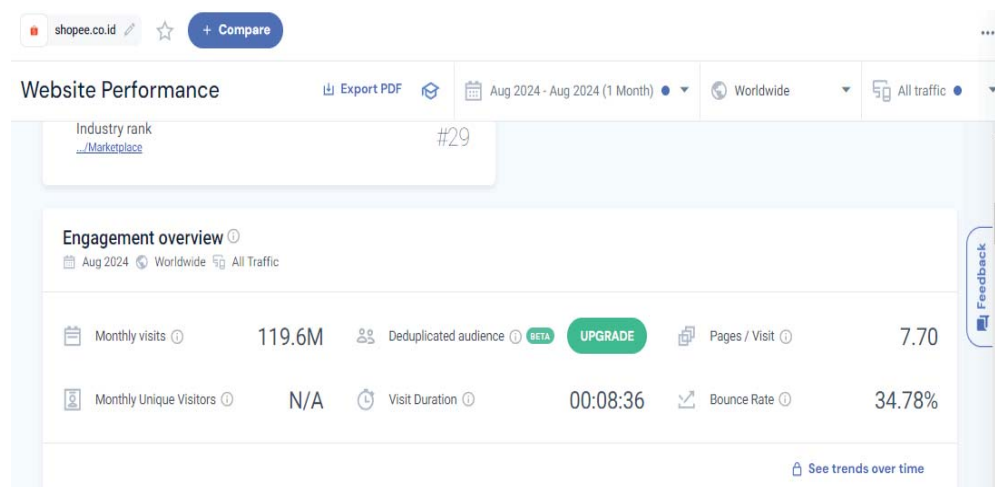 shopee.co.id
+ Compare
Website Performance
Export PDF
Aug 2024 - Aug 2024 (1 Month)
Worldwide
All traffic
Industry rank
.../Marketplace
#29
Engagement overview
Aug 2024 Worldwide All Traffic
Monthly visits 119.6M
Deduplicated audience BETA UPGRADE
Pages / Visit 7.70
Monthly Unique Visitors N/A
Visit Duration 00:08:36
Bounce Rate 34.78%
See trends over time
Feedback